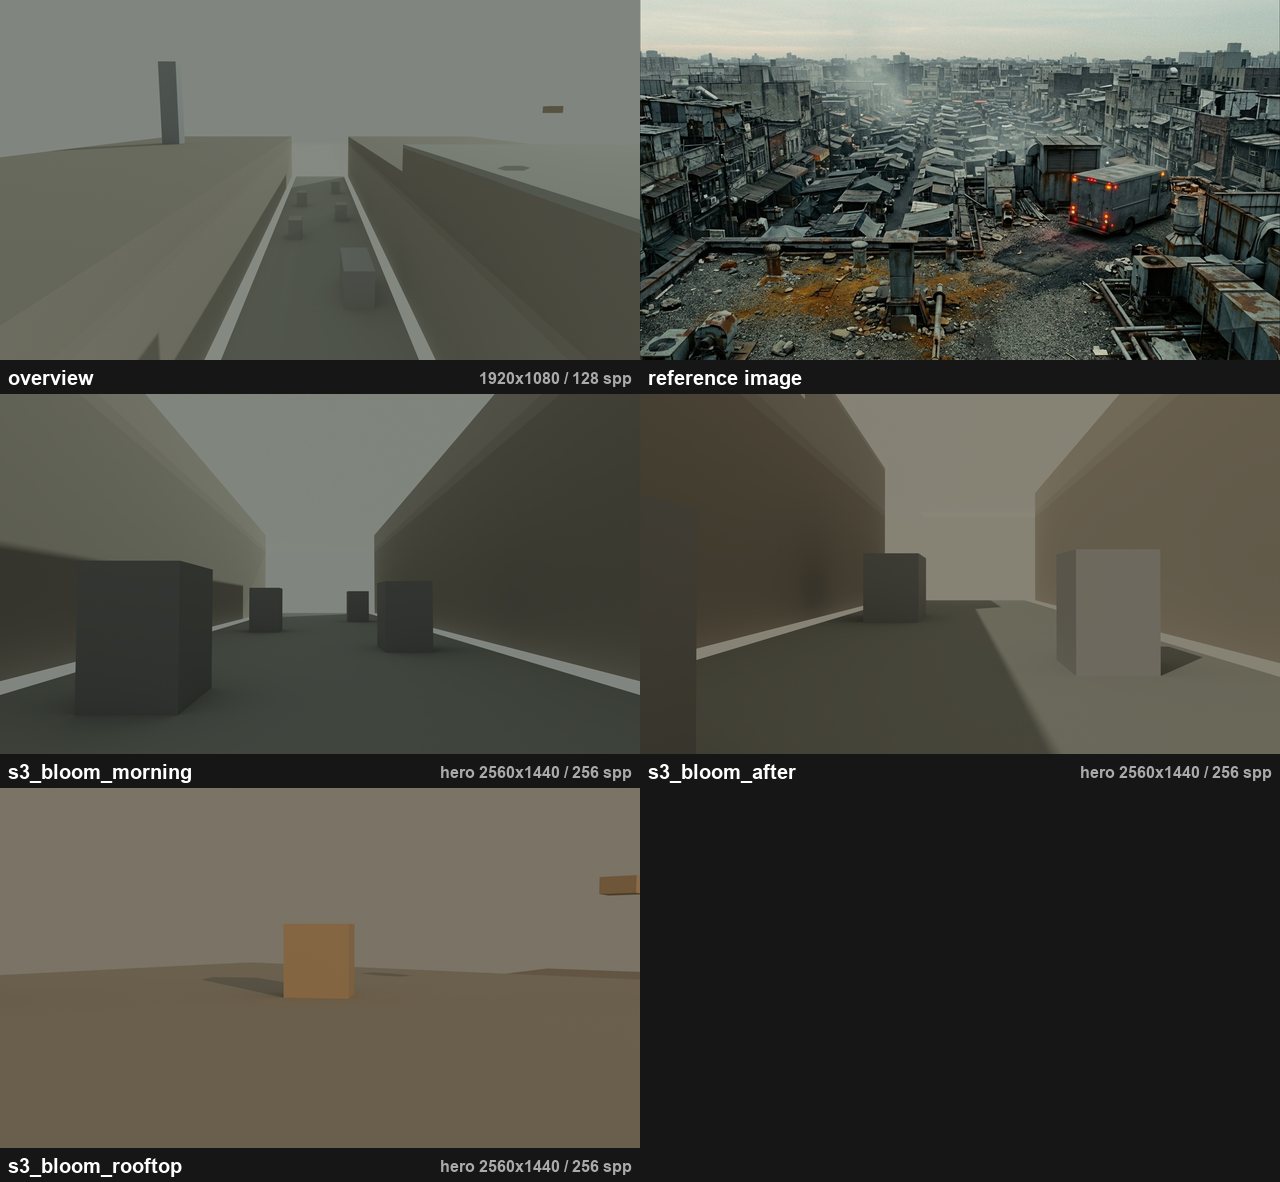 overview
1920x1080 / 128 spp
reference image
s3_bloom_morning
hero 2560x1440 / 256 spp
s3_bloom_after
hero 2560x1440 / 256 spp
s3_bloom_rooftop
hero 2560x1440 / 256 spp